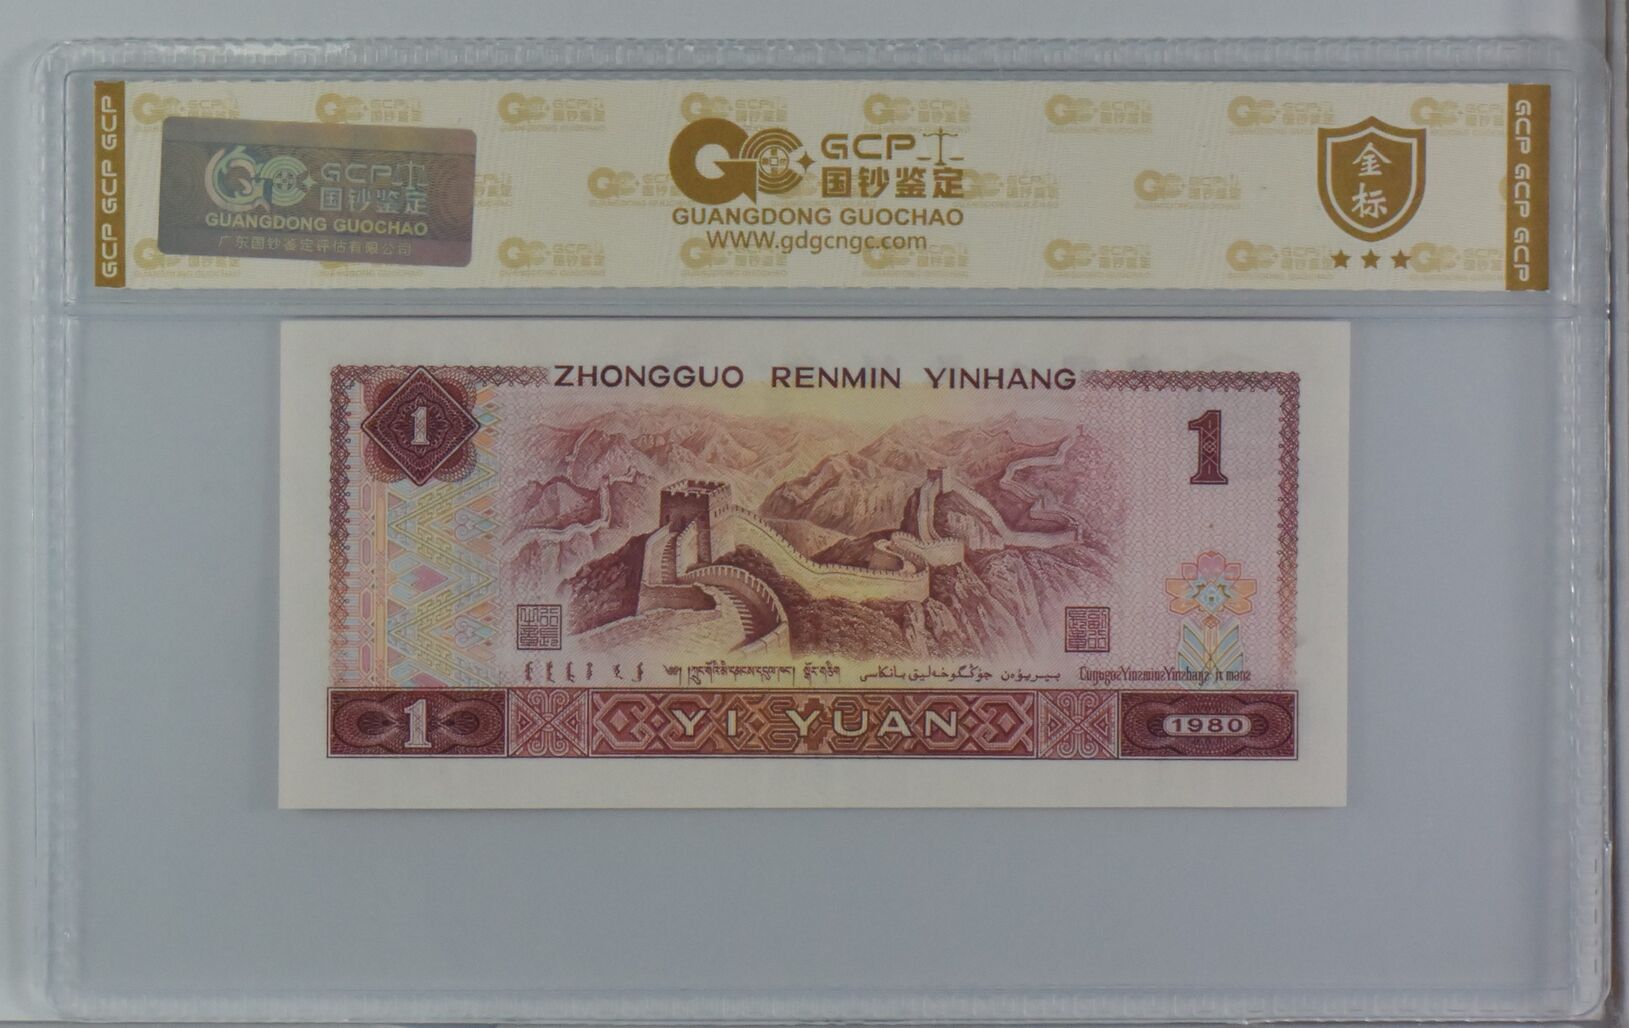 GCP GCP GCP
GCP
国钞鉴定
GUANGDONG GUOCHAO
广东国钞鉴定评估有限公司
GCP
国钞鉴定
GUANGDONG GUOCHAO
WWW.gdgcngc.com
金标
GCP GCP GCP
ZHONGGUO RENMIN YINHANG
1
1
1 YI YUAN 1980